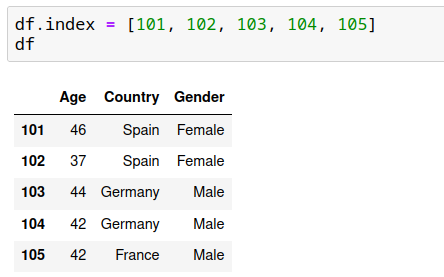 df.index = [101, 102, 103, 104, 105]
df
Age Country Gender
101 46 Spain Female
102 37 Spain Female
103 44 Germany Male
104 42 Germany Male
105 42 France Male